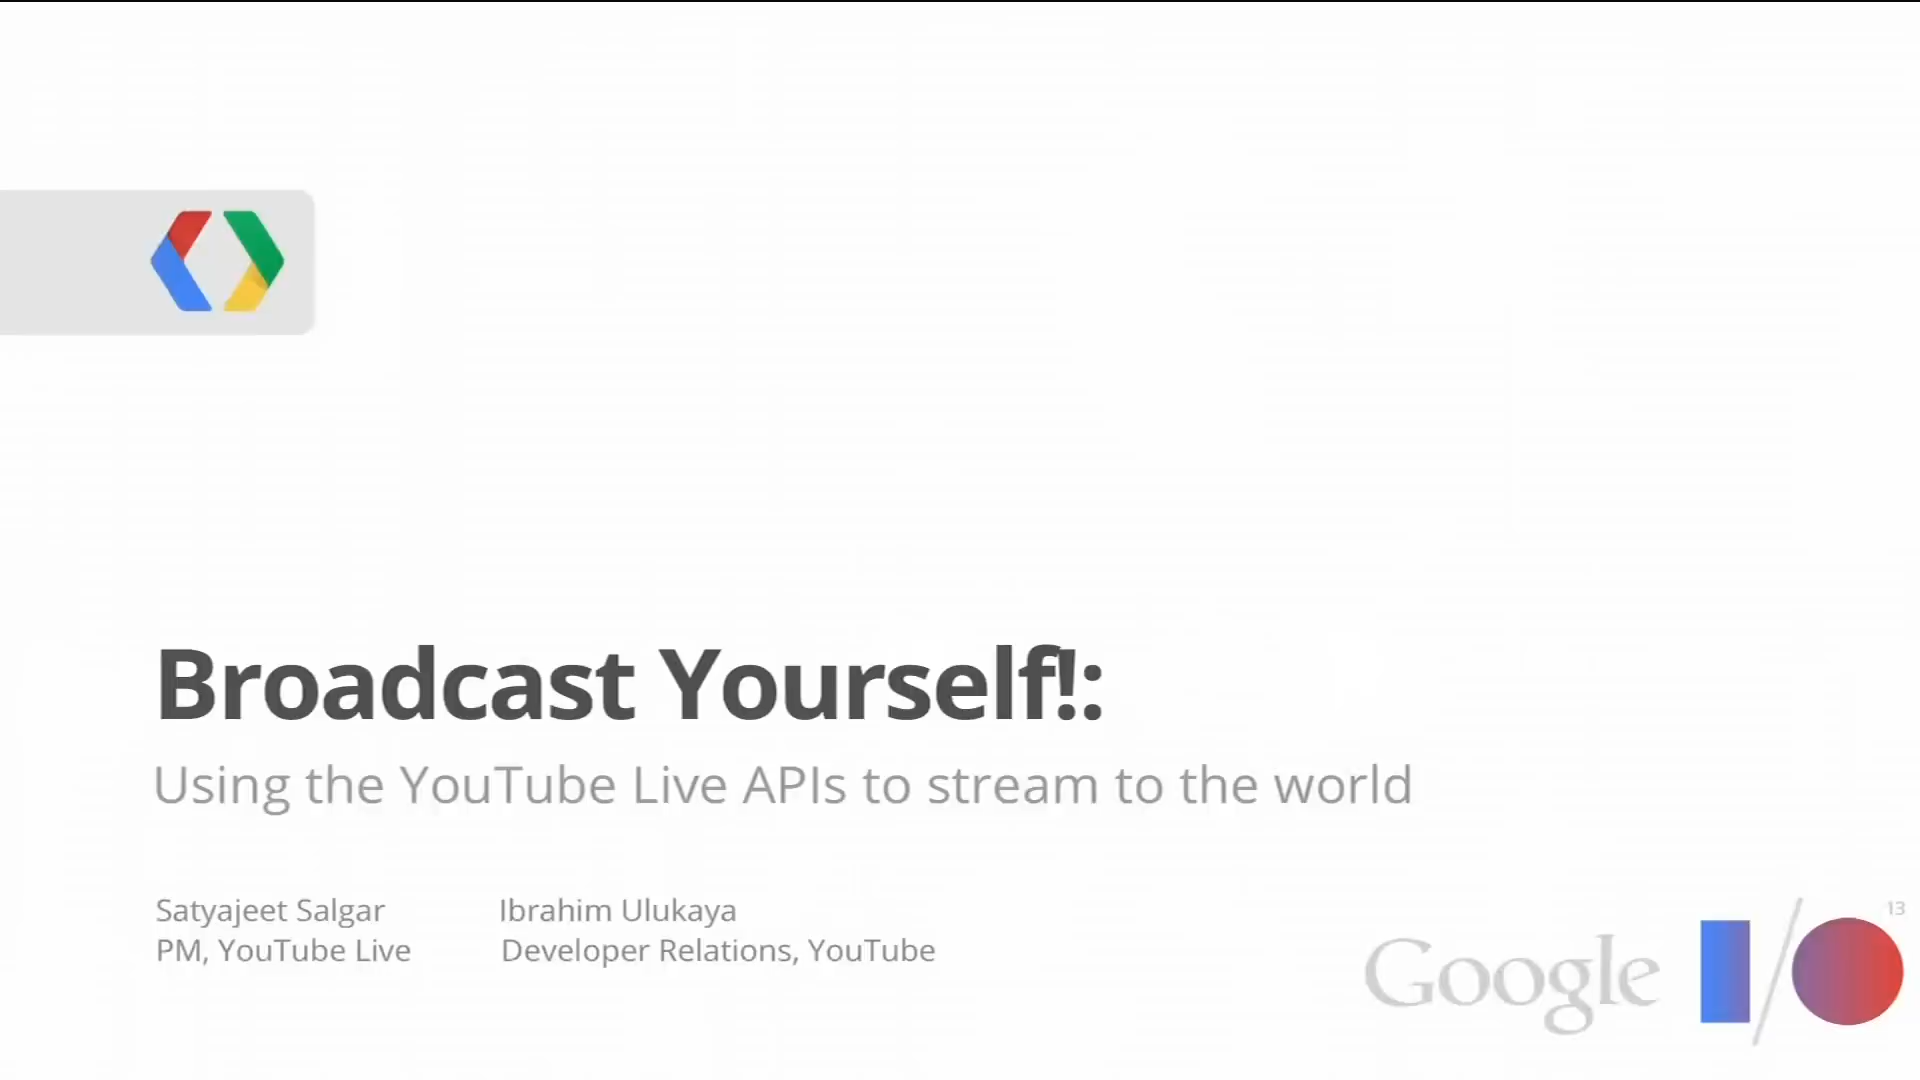 Broadcast Yourself!:
Using the YouTube Live APIs to stream to the world
Satyajeet Salgar
PM, YouTube Live
Ibrahim Ulukaya
Developer Relations, YouTube
Google I/O 13